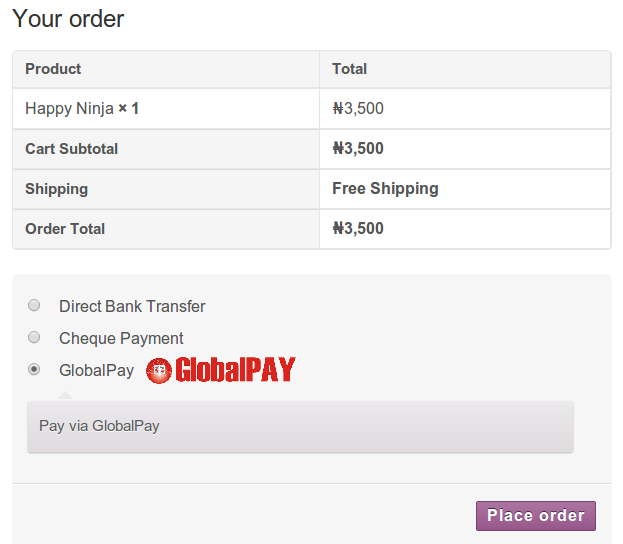 Your order
Product Total
Happy Ninja × 1 ₦3,500
Cart Subtotal ₦3,500
Shipping Free Shipping
Order Total ₦3,500
Direct Bank Transfer
Cheque Payment
GlobalPay GlobalPAY
Pay via GlobalPay
Place order